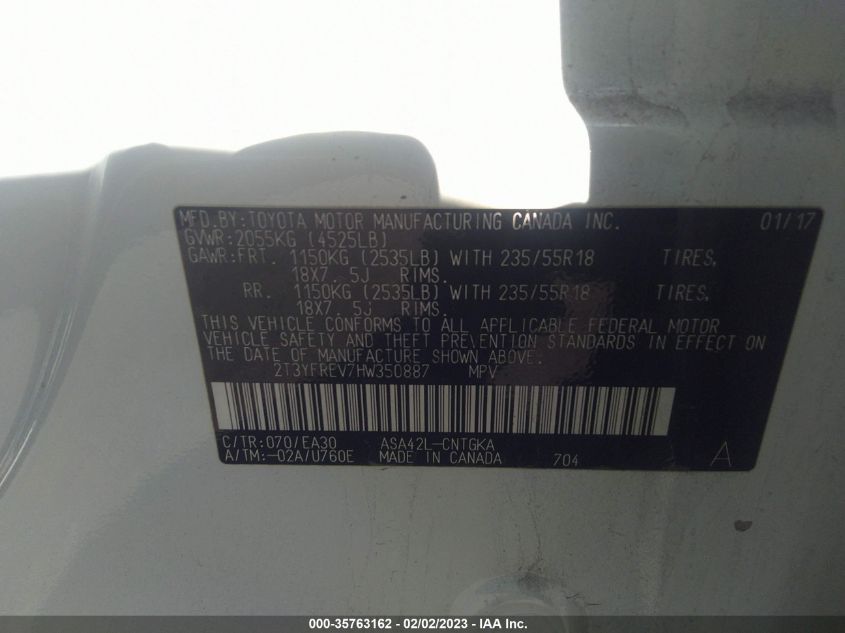 MFD.BY:TOYOTA MOTOR MANUFACTURING CANADA INC. 01/17
GVWR:2055KG (4525LB)
GAWR:FRT. 1150KG (2535LB) WITH 235/55R18 TIRES,
18X7. 5J RIMS.
RR. 1150KG (2535LB) WITH 235/55R18 TIRES,
18X7. 5J RIMS.
THIS VEHICLE CONFORMS TO ALL APPLICABLE FEDERAL MOTOR
VEHICLE SAFETY AND THEFT PREVENTION STANDARDS IN EFFECT ON
THE DATE OF MANUFACTURE SHOWN ABOVE.
2T3YFREV7HW350887 MPV
C/TR:070/EA30 ASA42L-CNTGKA
A/TM:-02A/U760E MADE IN CANADA 704 A
000-35763162 - 02/02/2023 - IAA Inc.